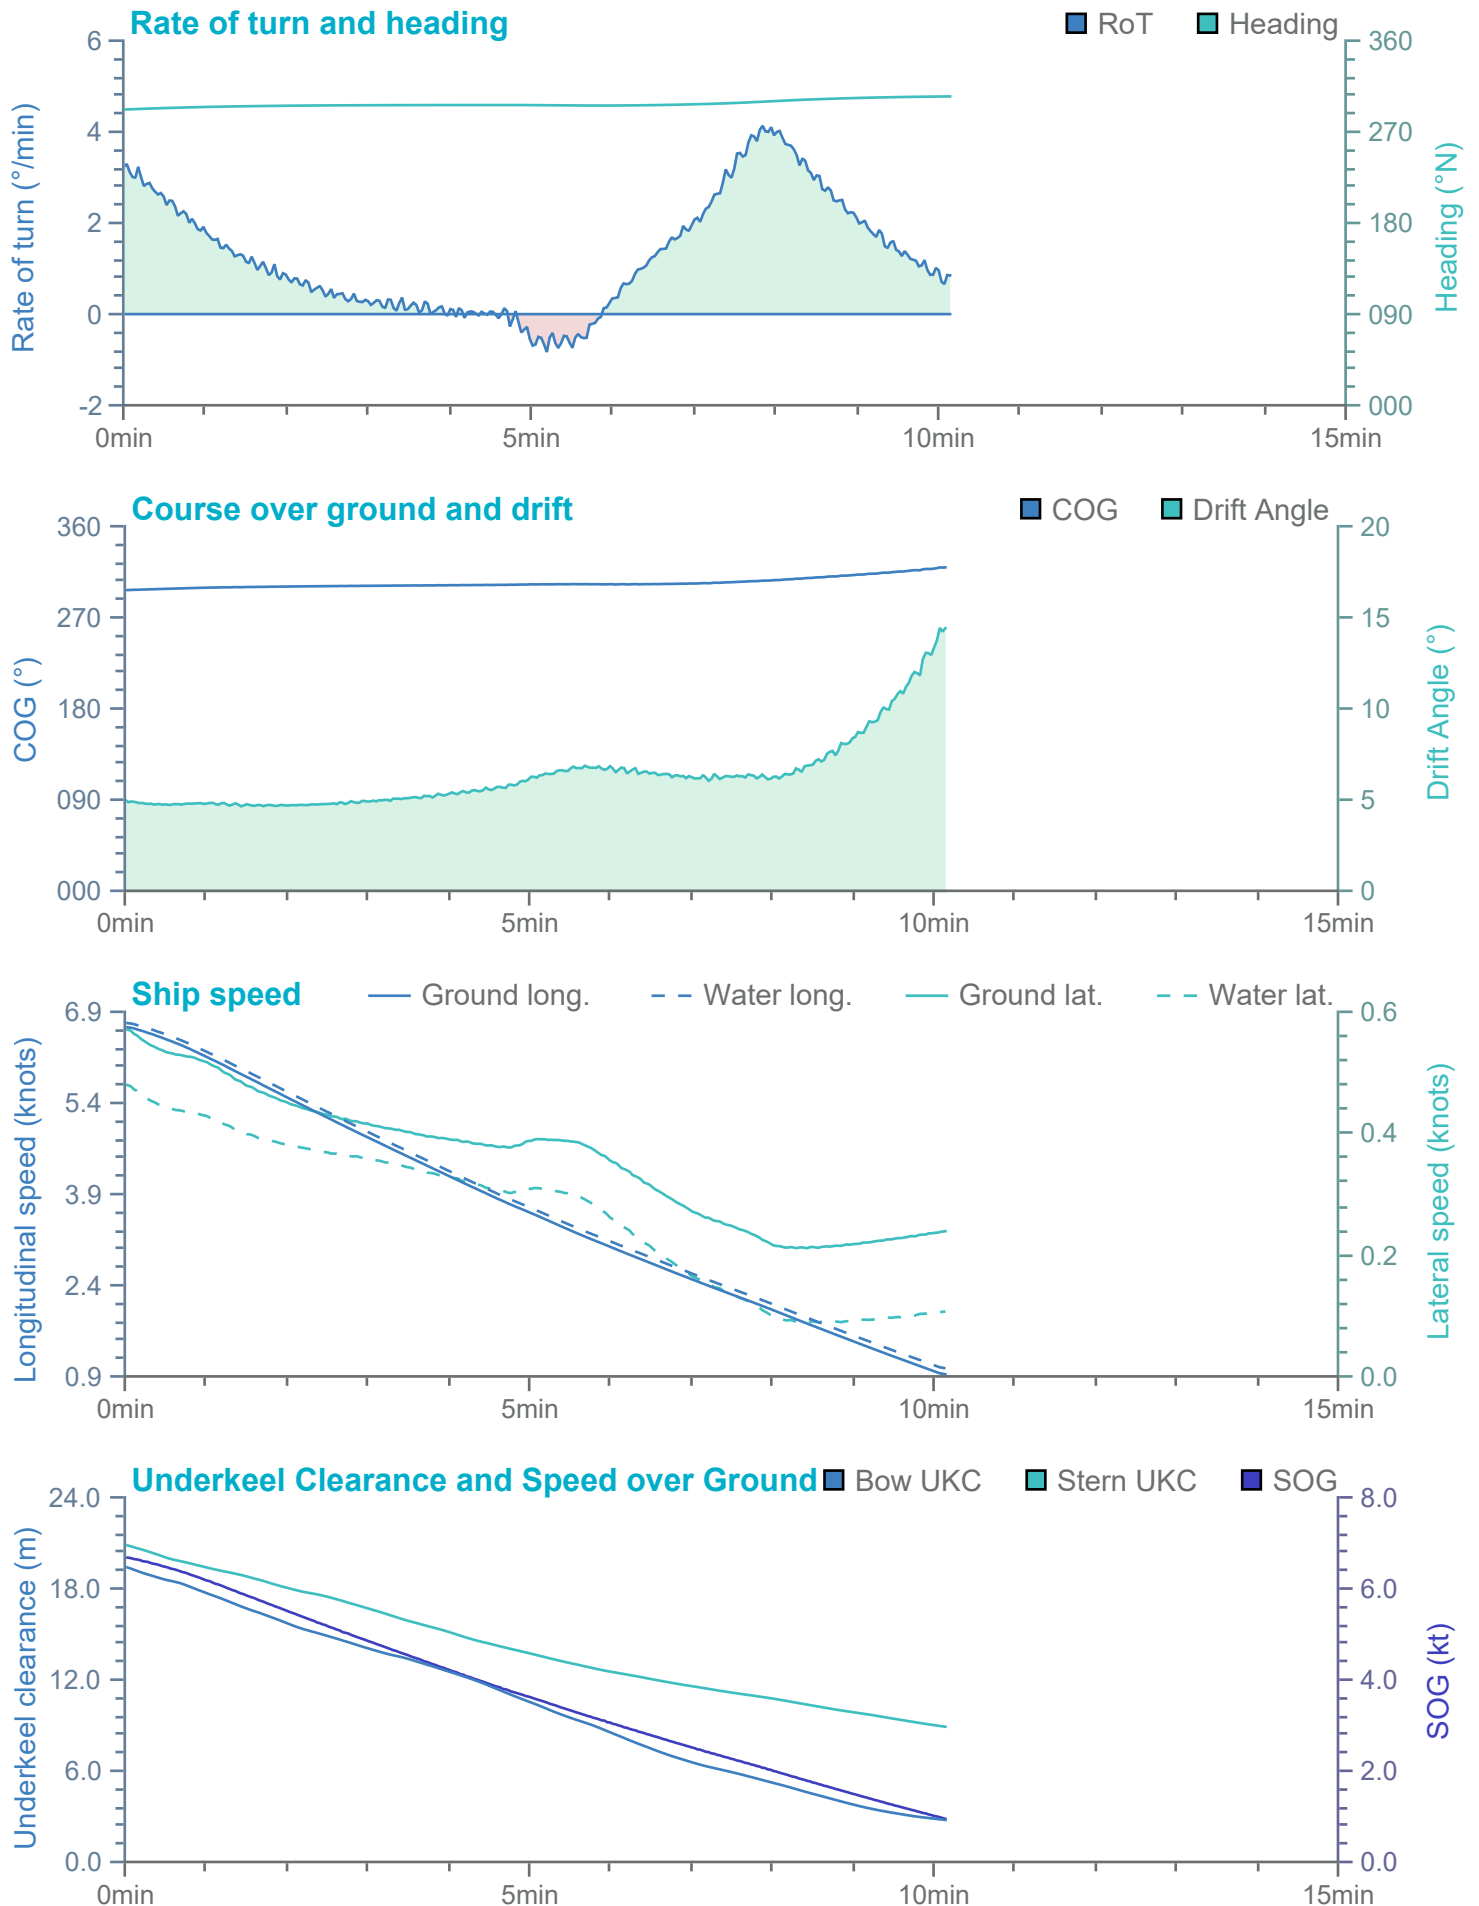 Rate of turn and heading
RoT Heading
6 360
4 270
2 180
0 090
-2 000
Rate of turn (°/min)
Heading (°N)
0min 5min 10min 15min
Course over ground and drift
COG Drift Angle
360 20
270 15
180 10
090 5
000 0
COG (°)
Drift Angle (°)
0min 5min 10min 15min
Ship speed
Ground long. Water long. Ground lat. Water lat.
6.9 0.6
5.4 0.4
3.9
2.4 0.2
0.9 0.0
Longitudinal speed (knots)
Lateral speed (knots)
0min 5min 10min 15min
Underkeel Clearance and Speed over Ground
Bow UKC Stern UKC SOG
24.0 8.0
18.0 6.0
12.0 4.0
6.0 2.0
0.0 0.0
Underkeel clearance (m)
SOG (kt)
0min 5min 10min 15min